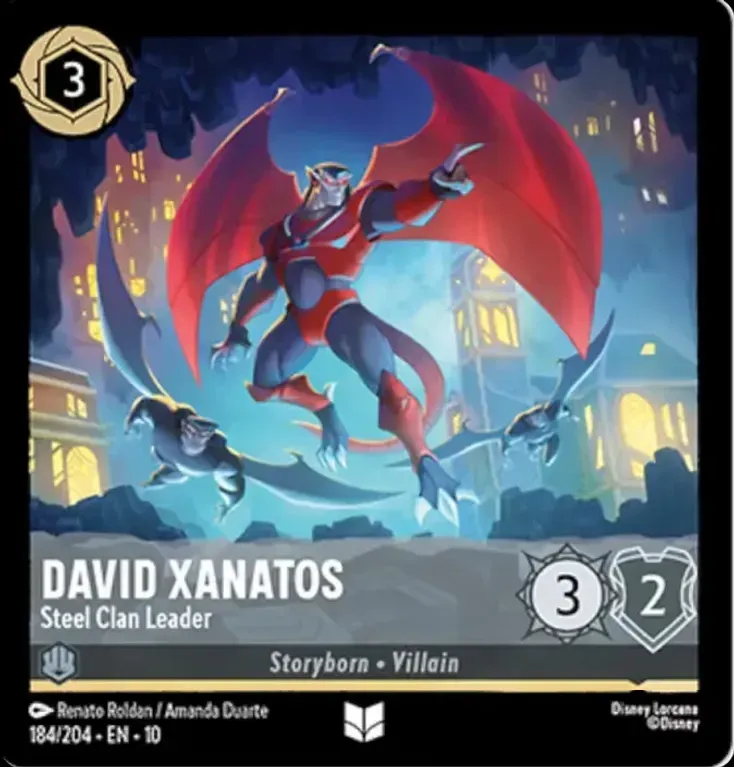 3
DAVID XANATOS
Steel Clan Leader
3 2
Storyborn • Villain
Renato Roldan / Amanda Duarte
184/204 • EN • 10
Disney Lorcana
©Disney